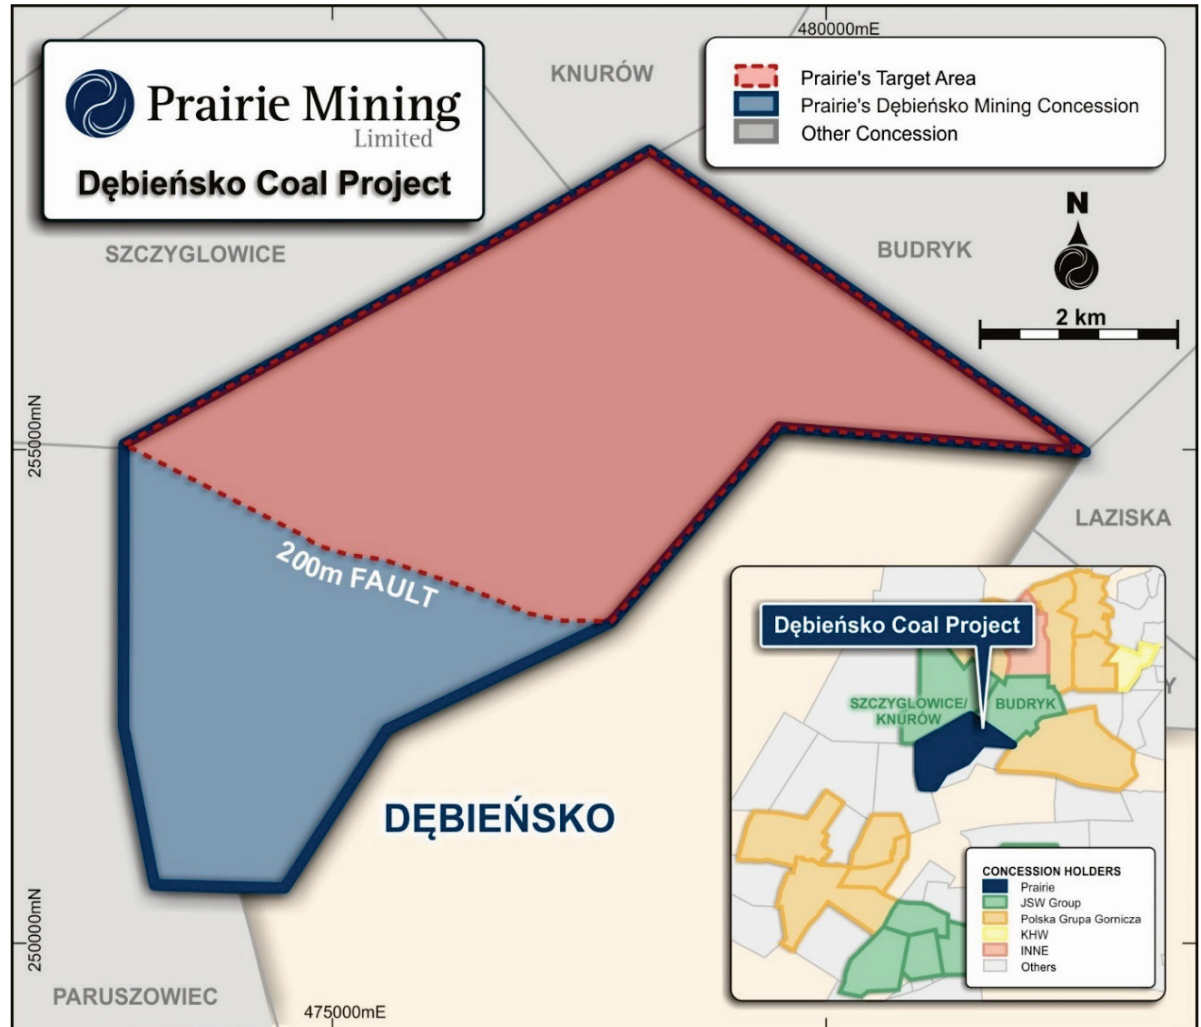 480000mE
KNURÓW
Prairie Mining
Limited
Dębieńsko Coal Project
Prairie's Target Area
Prairie's Dębieńsko Mining Concession
Other Concession
SZCZYGLOWICE
BUDRYK
N
2 km
255000mN
LAZISKA
200m FAULT
Dębieńsko Coal Project
SZCZYGLOWICE/
KNURÓW
BUDRYK
Y
DĘBIEŃSKO
CONCESSION HOLDERS
Prairie
JSW Group
Polska Grupa Gornicza
KHW
INNE
Others
250000mN
PARUSZOWIEC
475000mE